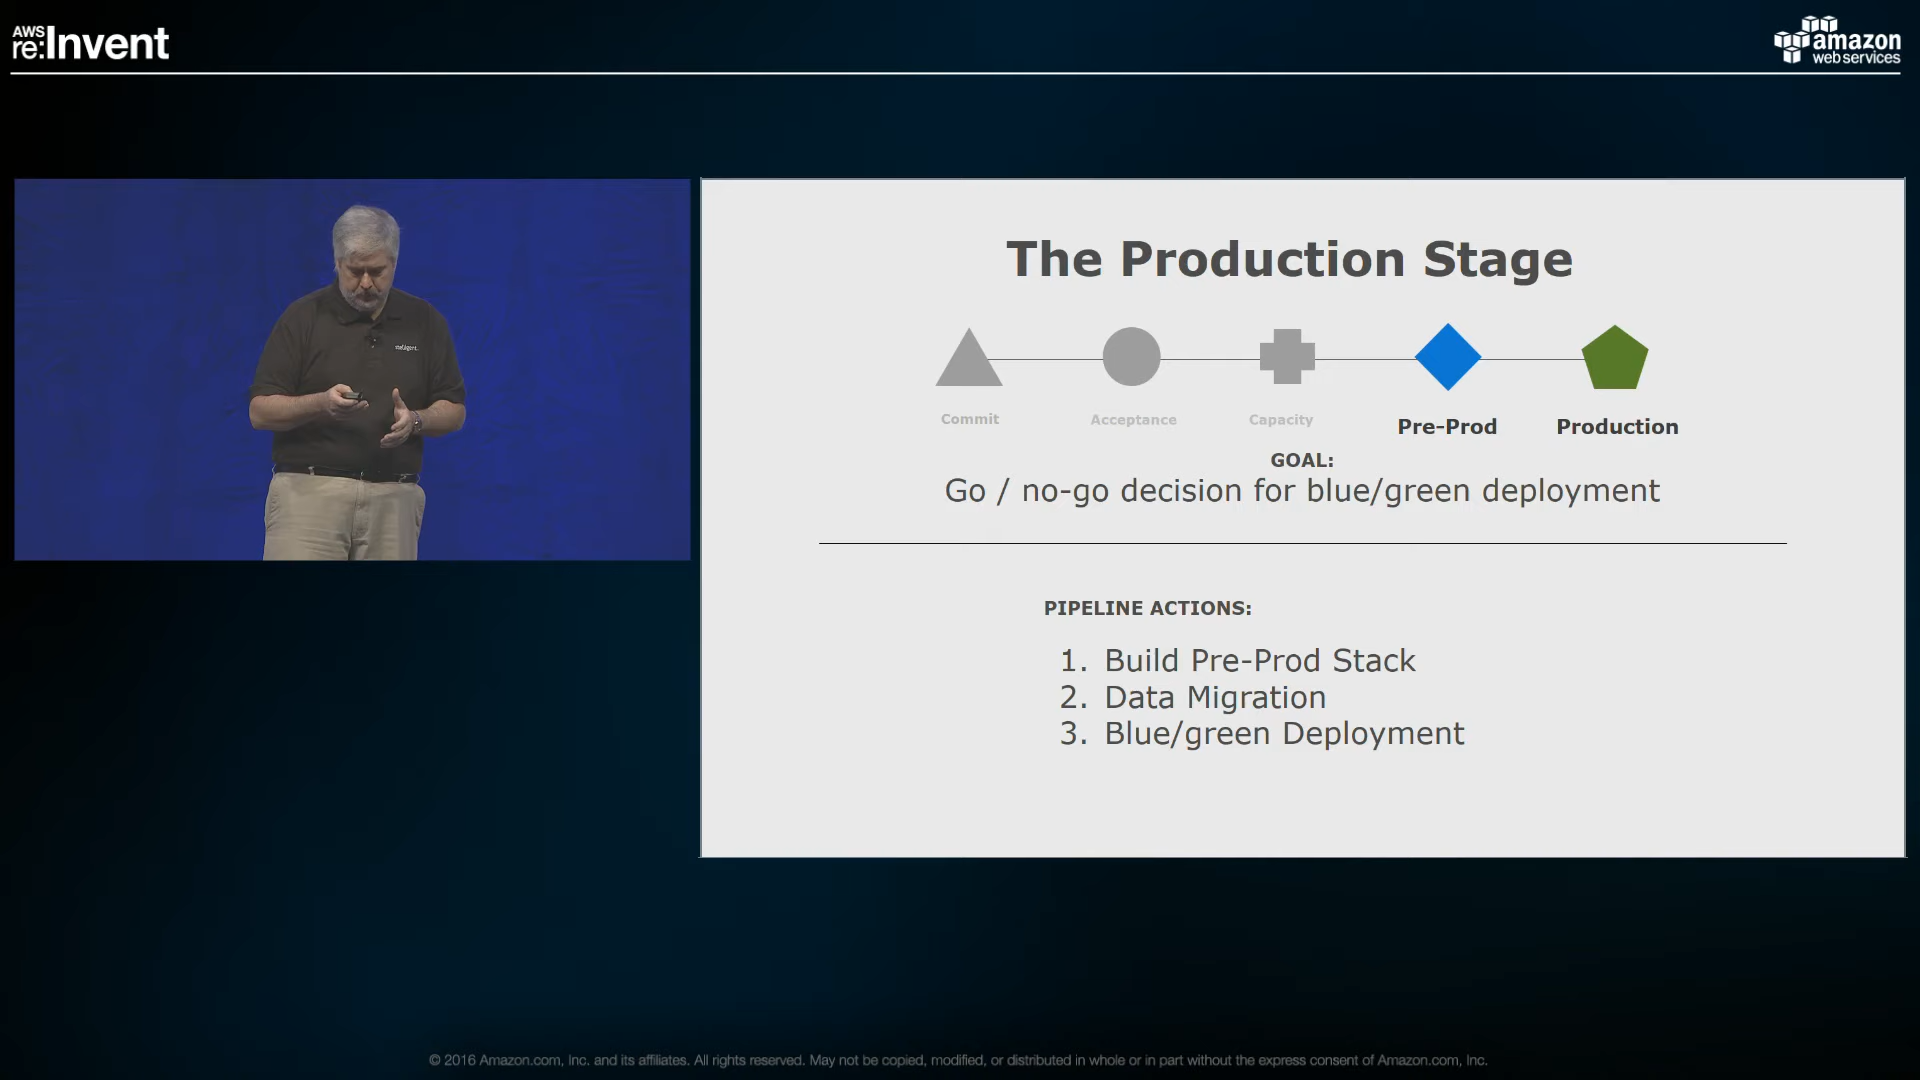 AWS
re:Invent
amazon
web services
The Production Stage
Commit
Acceptance
Capacity
Pre-Prod
Production
GOAL:
Go / no-go decision for blue/green deployment
PIPELINE ACTIONS:
1. Build Pre-Prod Stack
2. Data Migration
3. Blue/green Deployment
© 2016 Amazon.com, Inc. and its affiliates. All rights reserved. May not be copied, modified, or distributed in whole or in part without the express consent of Amazon.com, Inc.